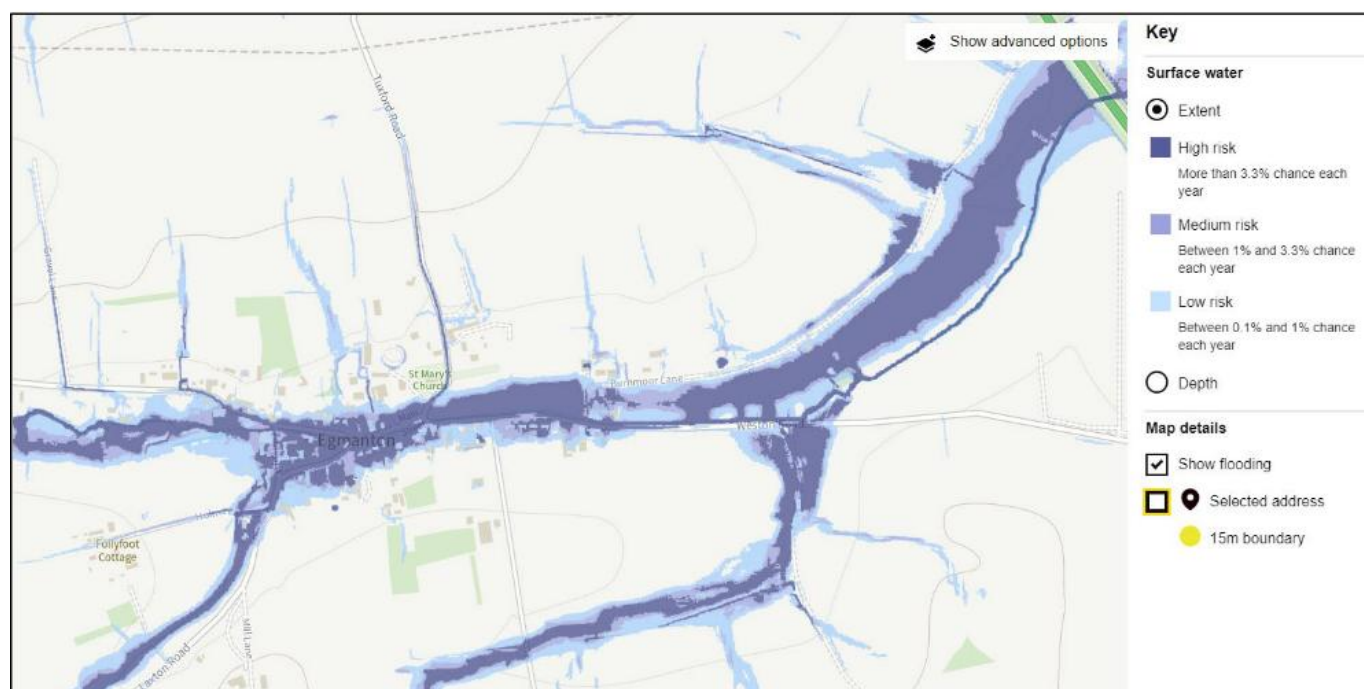 Show advanced options
Tuxford Road
Gravel Lane
St Mary's
Church
Egmanton
Weston
Follyfoot
Cottage
Mill Lane
Laxton Road
Key
Surface water
Extent
High risk
More than 3.3% chance each
year
Medium risk
Between 1% and 3.3% chance
each year
Low risk
Between 0.1% and 1% chance
each year
Depth
Map details
Show flooding
Selected address
15m boundary